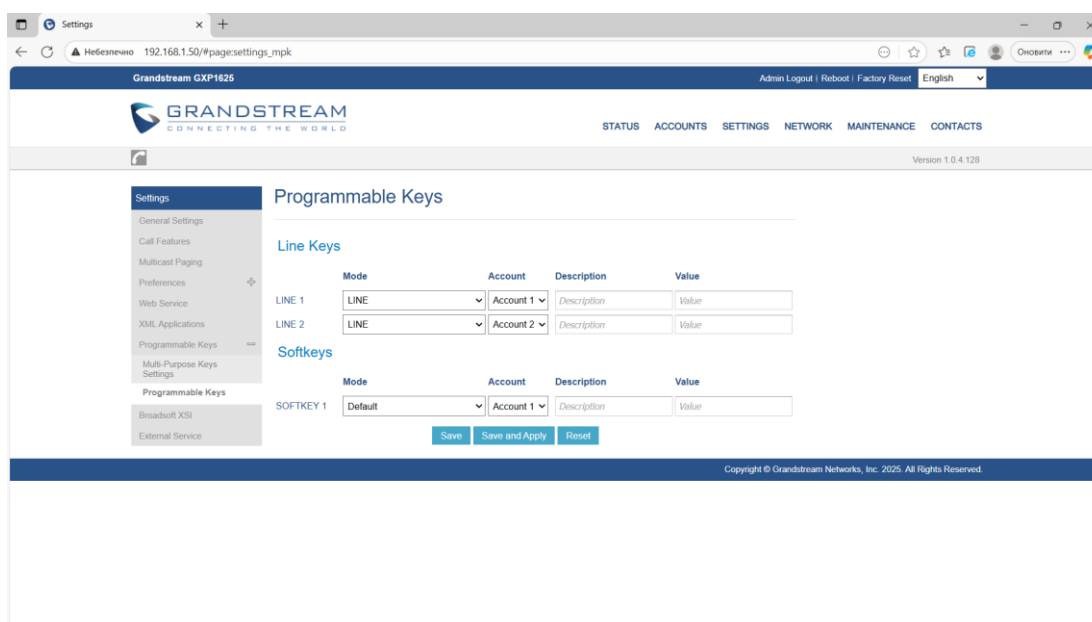 Settings
Небезпечно 192.168.1.50/#page:settings_mpk
Оновити
Grandstream GXP1625
Admin Logout | Reboot | Factory Reset English
GRANDSTREAM
CONNECTING THE WORLD
STATUS ACCOUNTS SETTINGS NETWORK MAINTENANCE CONTACTS
Version 1.0.4.128
Settings
General Settings
Call Features
Multicast Paging
Preferences
Web Service
XML Applications
Programmable Keys
Multi-Purpose Keys
Settings
Programmable Keys
Broadsoft XSI
External Service
Programmable Keys
Line Keys
Mode Account Description Value
LINE 1 LINE Account 1 Description Value
LINE 2 LINE Account 2 Description Value
Softkeys
Mode Account Description Value
SOFTKEY 1 Default Account 1 Description Value
Save Save and Apply Reset
Copyright © Grandstream Networks, Inc. 2025. All Rights Reserved.